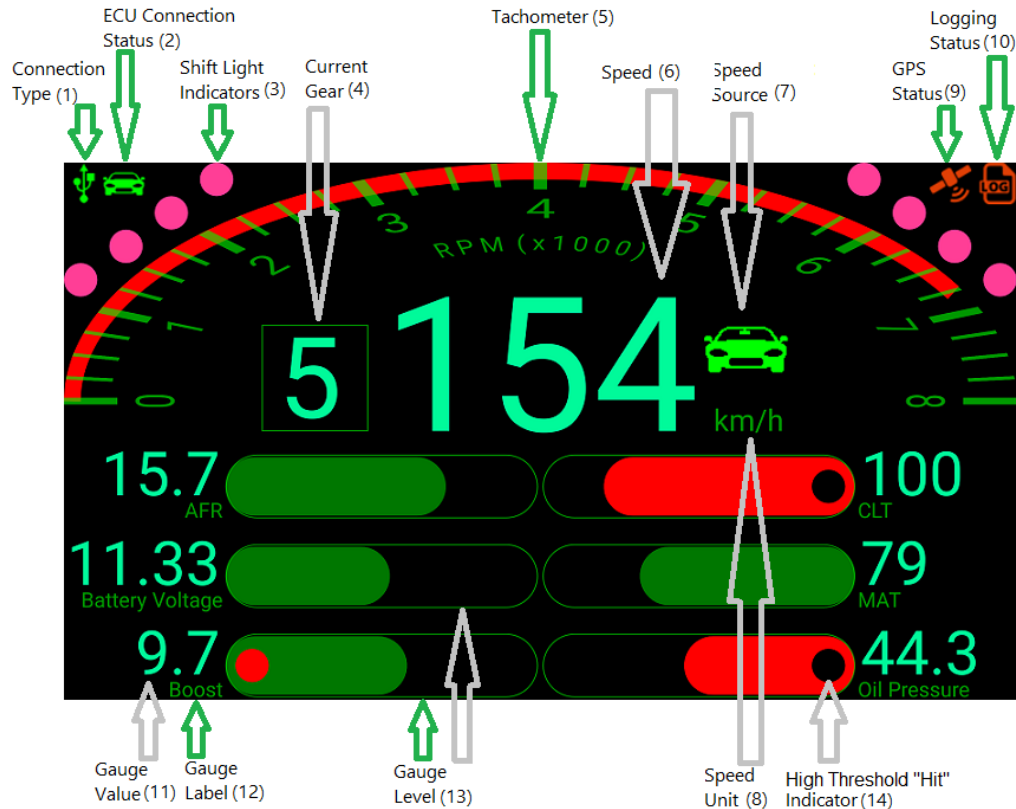 ECU Connection
Status (2)
Tachometer (5)
Logging
Status (10)
Connection
Type (1)
Shift Light
Indicators (3)
Current
Gear (4)
Speed (6)
Speed
Source (7)
GPS
Status (9)
LOG
0
1
2
3
4
5
6
7
8
RPM (x1000)
5
154
km/h
15.7
AFR
100
CLT
11.33
Battery Voltage
79
MAT
9.7
Boost
44.3
Oil Pressure
Gauge
Value (11)
Gauge
Label (12)
Gauge
Level (13)
Speed
Unit (8)
High Threshold "Hit"
Indicator (14)